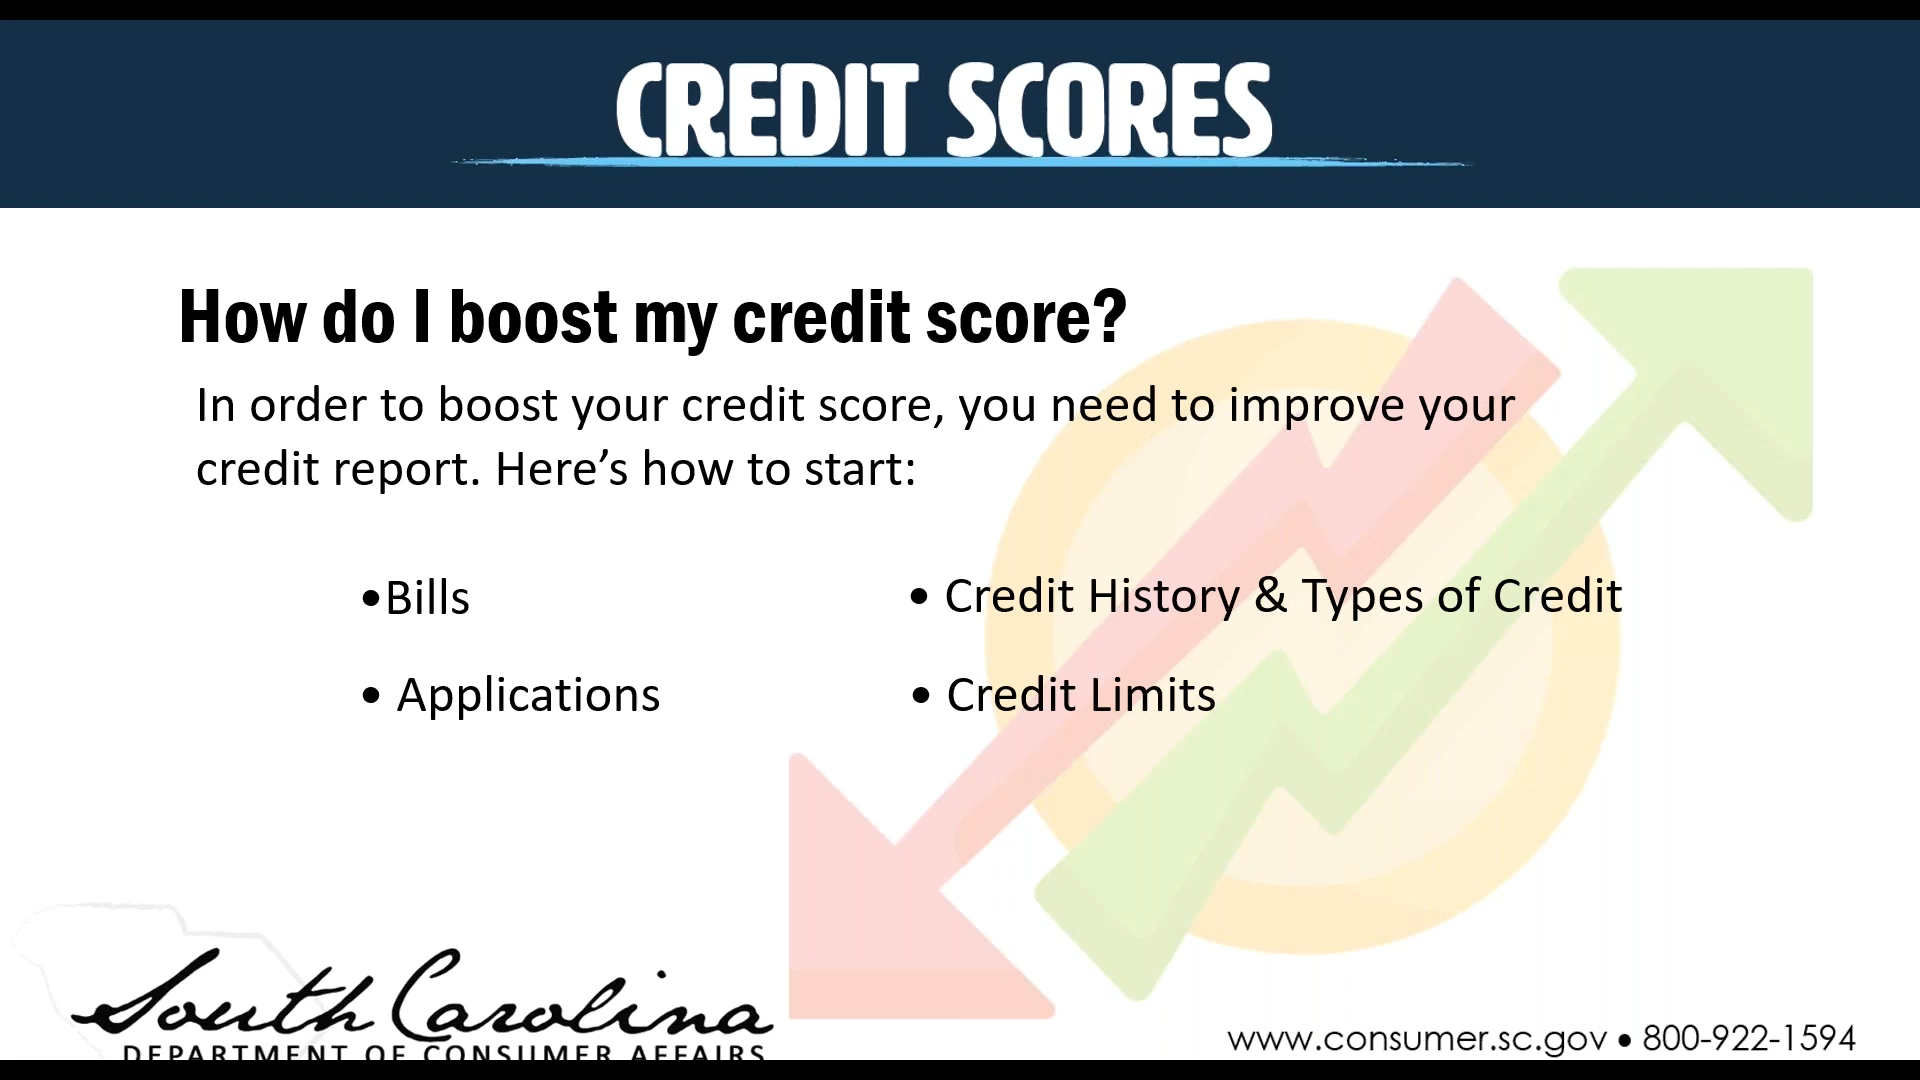 CREDIT SCORES
How do I boost my credit score?
In order to boost your credit score, you need to improve your
credit report. Here’s how to start:
•Bills
• Credit History & Types of Credit
• Applications
• Credit Limits
South Carolina
DEPARTMENT OF CONSUMER AFFAIRS
www.consumer.sc.gov • 800-922-1594